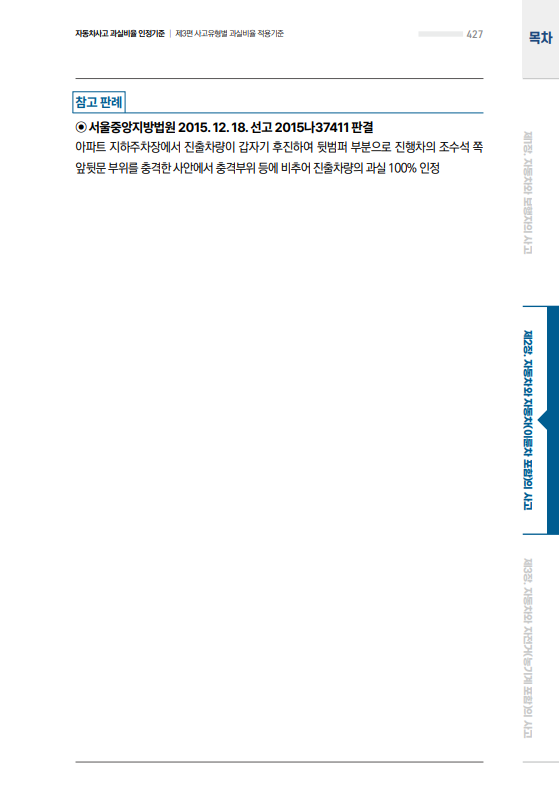 자동차사고 과실비율 인정기준 | 제3편 사고유형별 과실비율 적용기준
427
목차
참고 판례
◉ 서울중앙지방법원 2015. 12. 18. 선고 2015나37411 판결
아파트 지하주차장에서 진출차량이 갑자기 후진하여 뒷범퍼 부분으로 진행차의 조수석 쪽
앞뒷문 부위를 충격한 사안에서 충격부위 등에 비추어 진출차량의 과실 100% 인정
제1장. 자동차와 보행자의 사고
제2장. 자동차와 자동차(이륜차 포함)의 사고
제3장. 자동차와 자전거(농기계 포함)의 사고